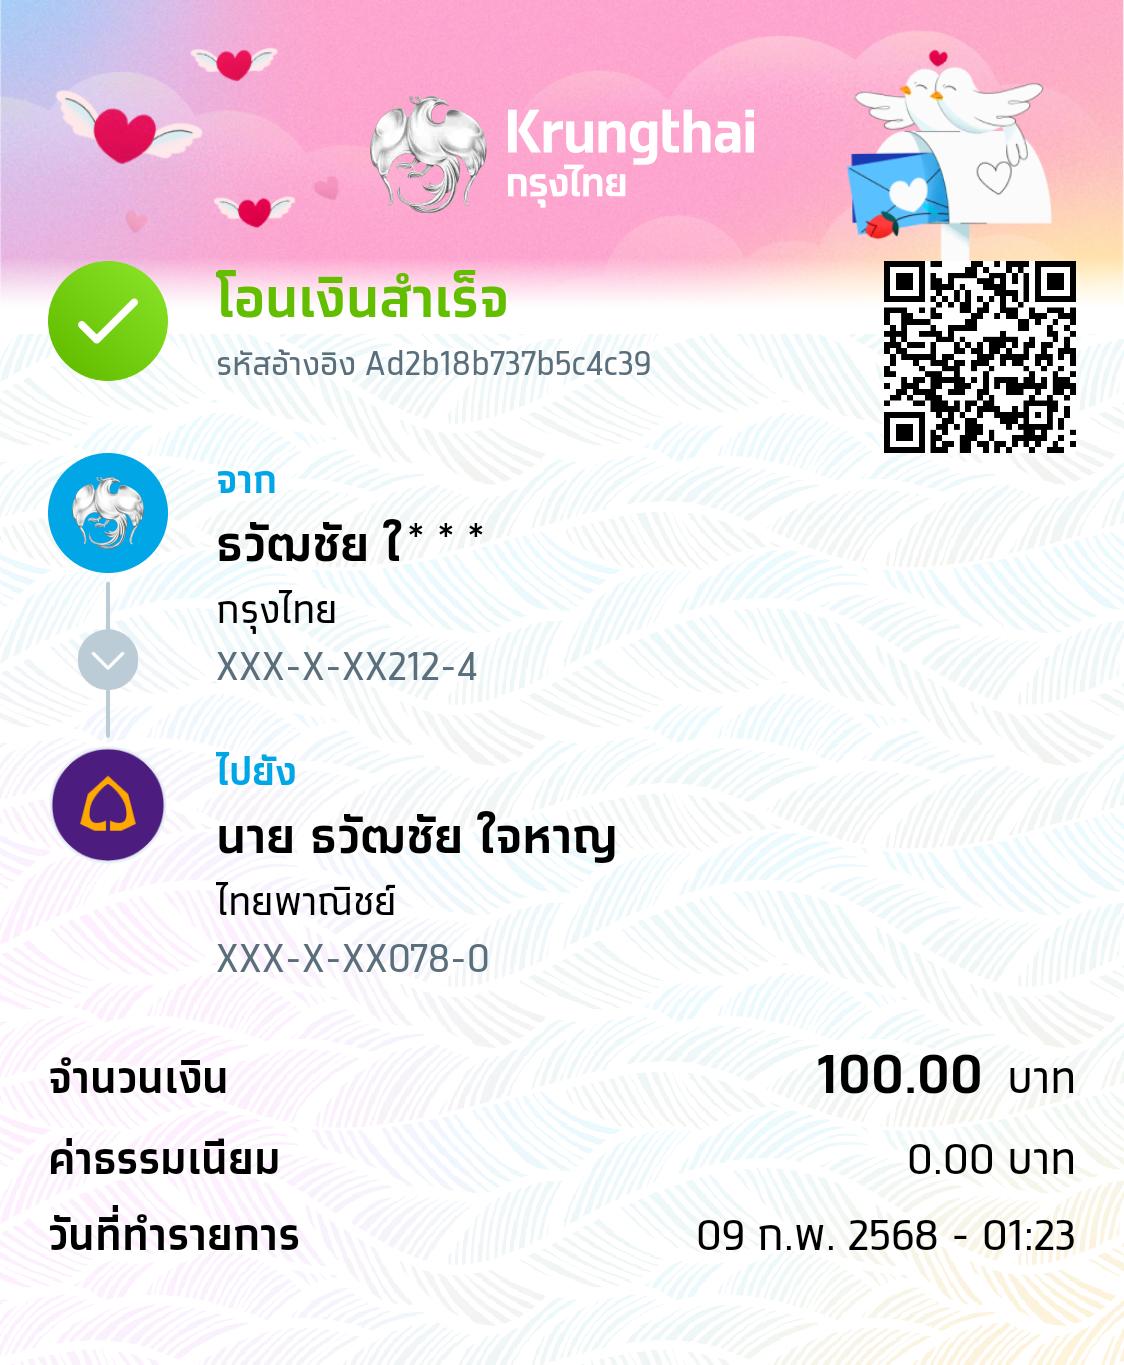 Krungthai
กรุงไทย
โอนเงินสำเร็จ
รหัสอ้างอิง Ad2b18b737b5c4c39
จาก
ธวัฒชัย ใ***
กรุงไทย
XXX-X-XX212-4
ไปยัง
นาย ธวัฒชัย ใจหาญ
ไทยพาณิชย์
XXX-X-XX078-0
จำนวนเงิน 100.00 บาท
ค่าธรรมเนียม 0.00 บาท
วันที่ทำรายการ 09 ก.พ. 2568 - 01:23